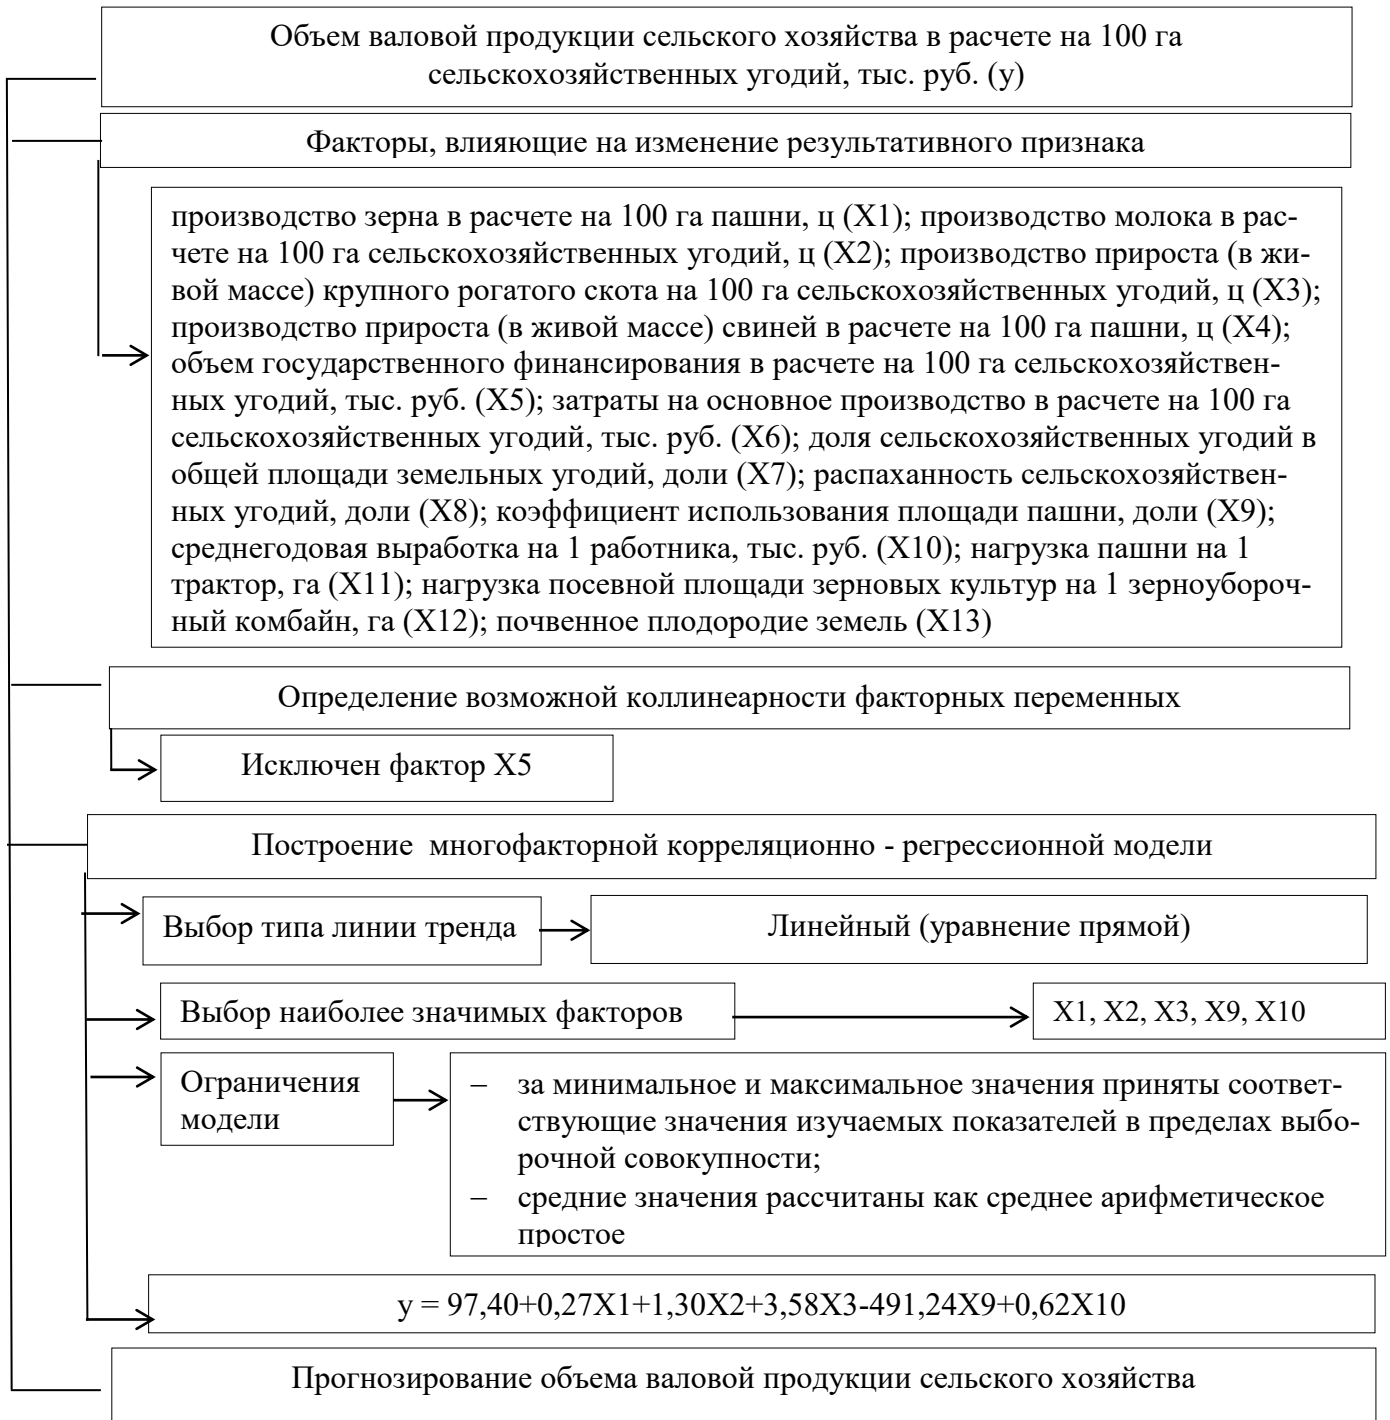 Объем валовой продукции сельского хозяйства в расчете на 100 га
сельскохозяйственных угодий, тыс. руб. (у)
Факторы, влияющие на изменение результативного признака
производство зерна в расчете на 100 га пашни, ц (X1); производство молока в рас-
чете на 100 га сельскохозяйственных угодий, ц (X2); производство прироста (в жи-
вой массе) крупного рогатого скота на 100 га сельскохозяйственных угодий, ц (X3);
производство прироста (в живой массе) свиней в расчете на 100 га пашни, ц (X4);
объем государственного финансирования в расчете на 100 га сельскохозяйствен-
ных угодий, тыс. руб. (X5); затраты на основное производство в расчете на 100 га
сельскохозяйственных угодий, тыс. руб. (X6); доля сельскохозяйственных угодий в
общей площади земельных угодий, доли (X7); распаханность сельскохозяйствен-
ных угодий, доли (X8); коэффициент использования площади пашни, доли (X9);
среднегодовая выработка на 1 работника, тыс. руб. (X10); нагрузка пашни на 1
трактор, га (X11); нагрузка посевной площади зерновых культур на 1 зерноубороч-
ный комбайн, га (X12); почвенное плодородие земель (X13)
Определение возможной коллинеарности факторных переменных
Исключен фактор X5
Построение многофакторной корреляционно - регрессионной модели
Выбор типа линии тренда
Линейный (уравнение прямой)
Выбор наиболее значимых факторов
X1, X2, X3, X9, X10
Ограничения
модели
– за минимальное и максимальное значения приняты соответ-
ствующие значения изучаемых показателей в пределах выбо-
рочной совокупности;
– средние значения рассчитаны как среднее арифметическое
простое
у = 97,40+0,27X1+1,30X2+3,58X3-491,24X9+0,62X10
Прогнозирование объема валовой продукции сельского хозяйства